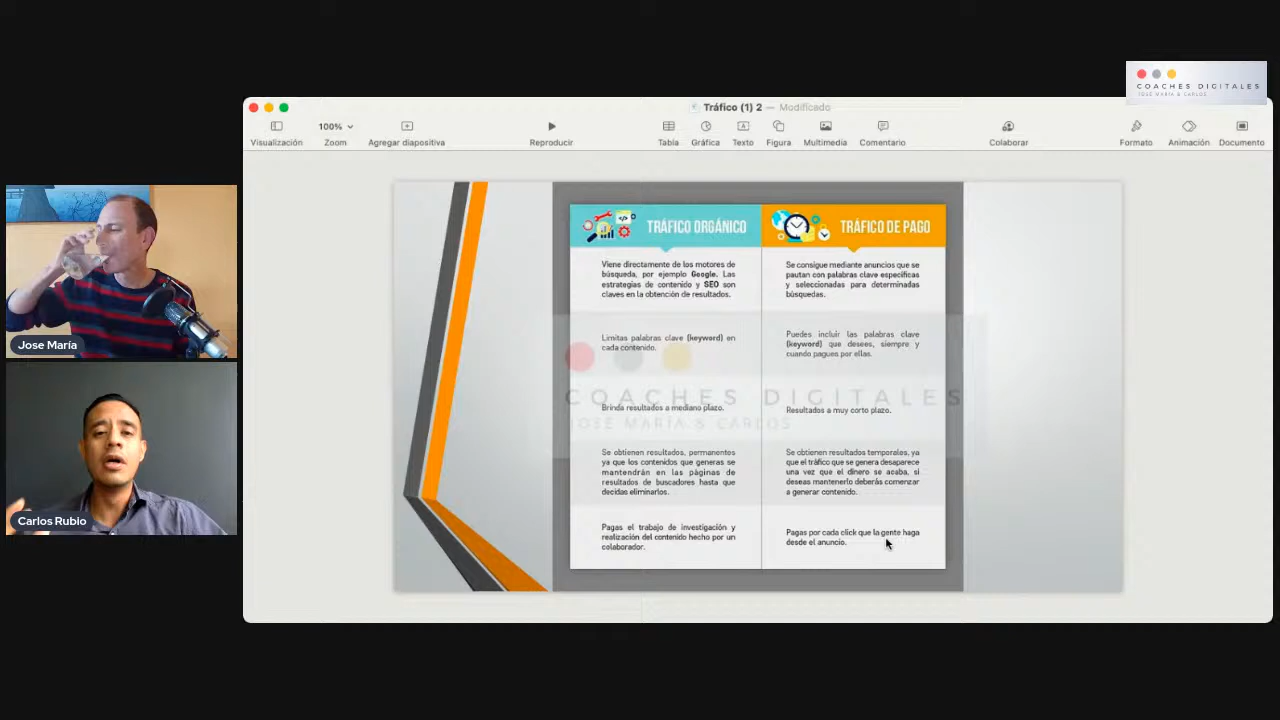 COACHES DIGITALES
JOSE MARÍA & CARLOS
Tráfico (1) 2 — Modificado
100%
Visualización
Zoom
Agregar diapositiva
Reproducir
Tabla
Gráfica
Texto
Figura
Multimedia
Comentario
Colaborar
Formato
Animación
Documento
TRÁFICO ORGÁNICO
Viene directamente de los motores de
búsqueda, por ejemplo Google. Las
estrategias de contenido y SEO son
claves en la obtención de resultados.
Limitas palabras clave (keyword) en
cada contenido.
Brinda resultados a mediano plazo.
Se obtienen resultados, permanentes
ya que los contenidos que generas se
mantendrán en las páginas de
resultados de buscadores hasta que
decidas eliminarlos.
Pagas el trabajo de investigación y
realización del contenido hecho por un
colaborador.
TRÁFICO DE PAGO
Se consigue mediante anuncios que se
pautan con palabras clave específicas
y seleccionadas para determinadas
búsquedas.
Puedes incluir las palabras clave
(keyword) que desees, siempre y
cuando pagues por ellas.
Resultados a muy corto plazo.
Se obtienen resultados temporales, ya
que el tráfico que se genera desaparece
una vez que el dinero se acaba, si
deseas mantenerlo deberás comenzar
a generar contenido.
Pagas por cada click que la gente haga
desde el anuncio.
COACHES DIGITALES
JOSE MARÍA & CARLOS
Jose María
Carlos Rubio